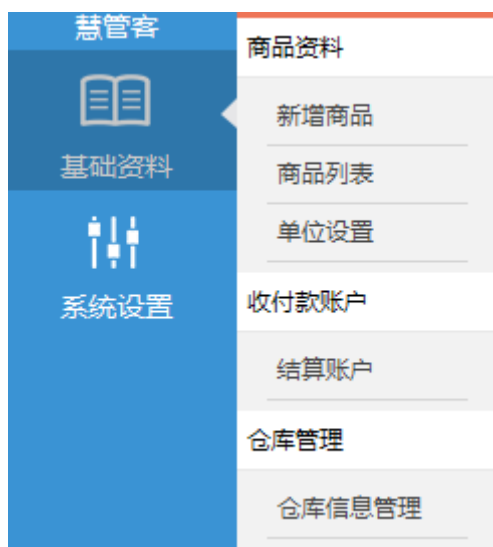 慧管客
基础资料
系统设置
商品资料
新增商品
商品列表
单位设置
收付款账户
结算账户
仓库管理
仓库信息管理